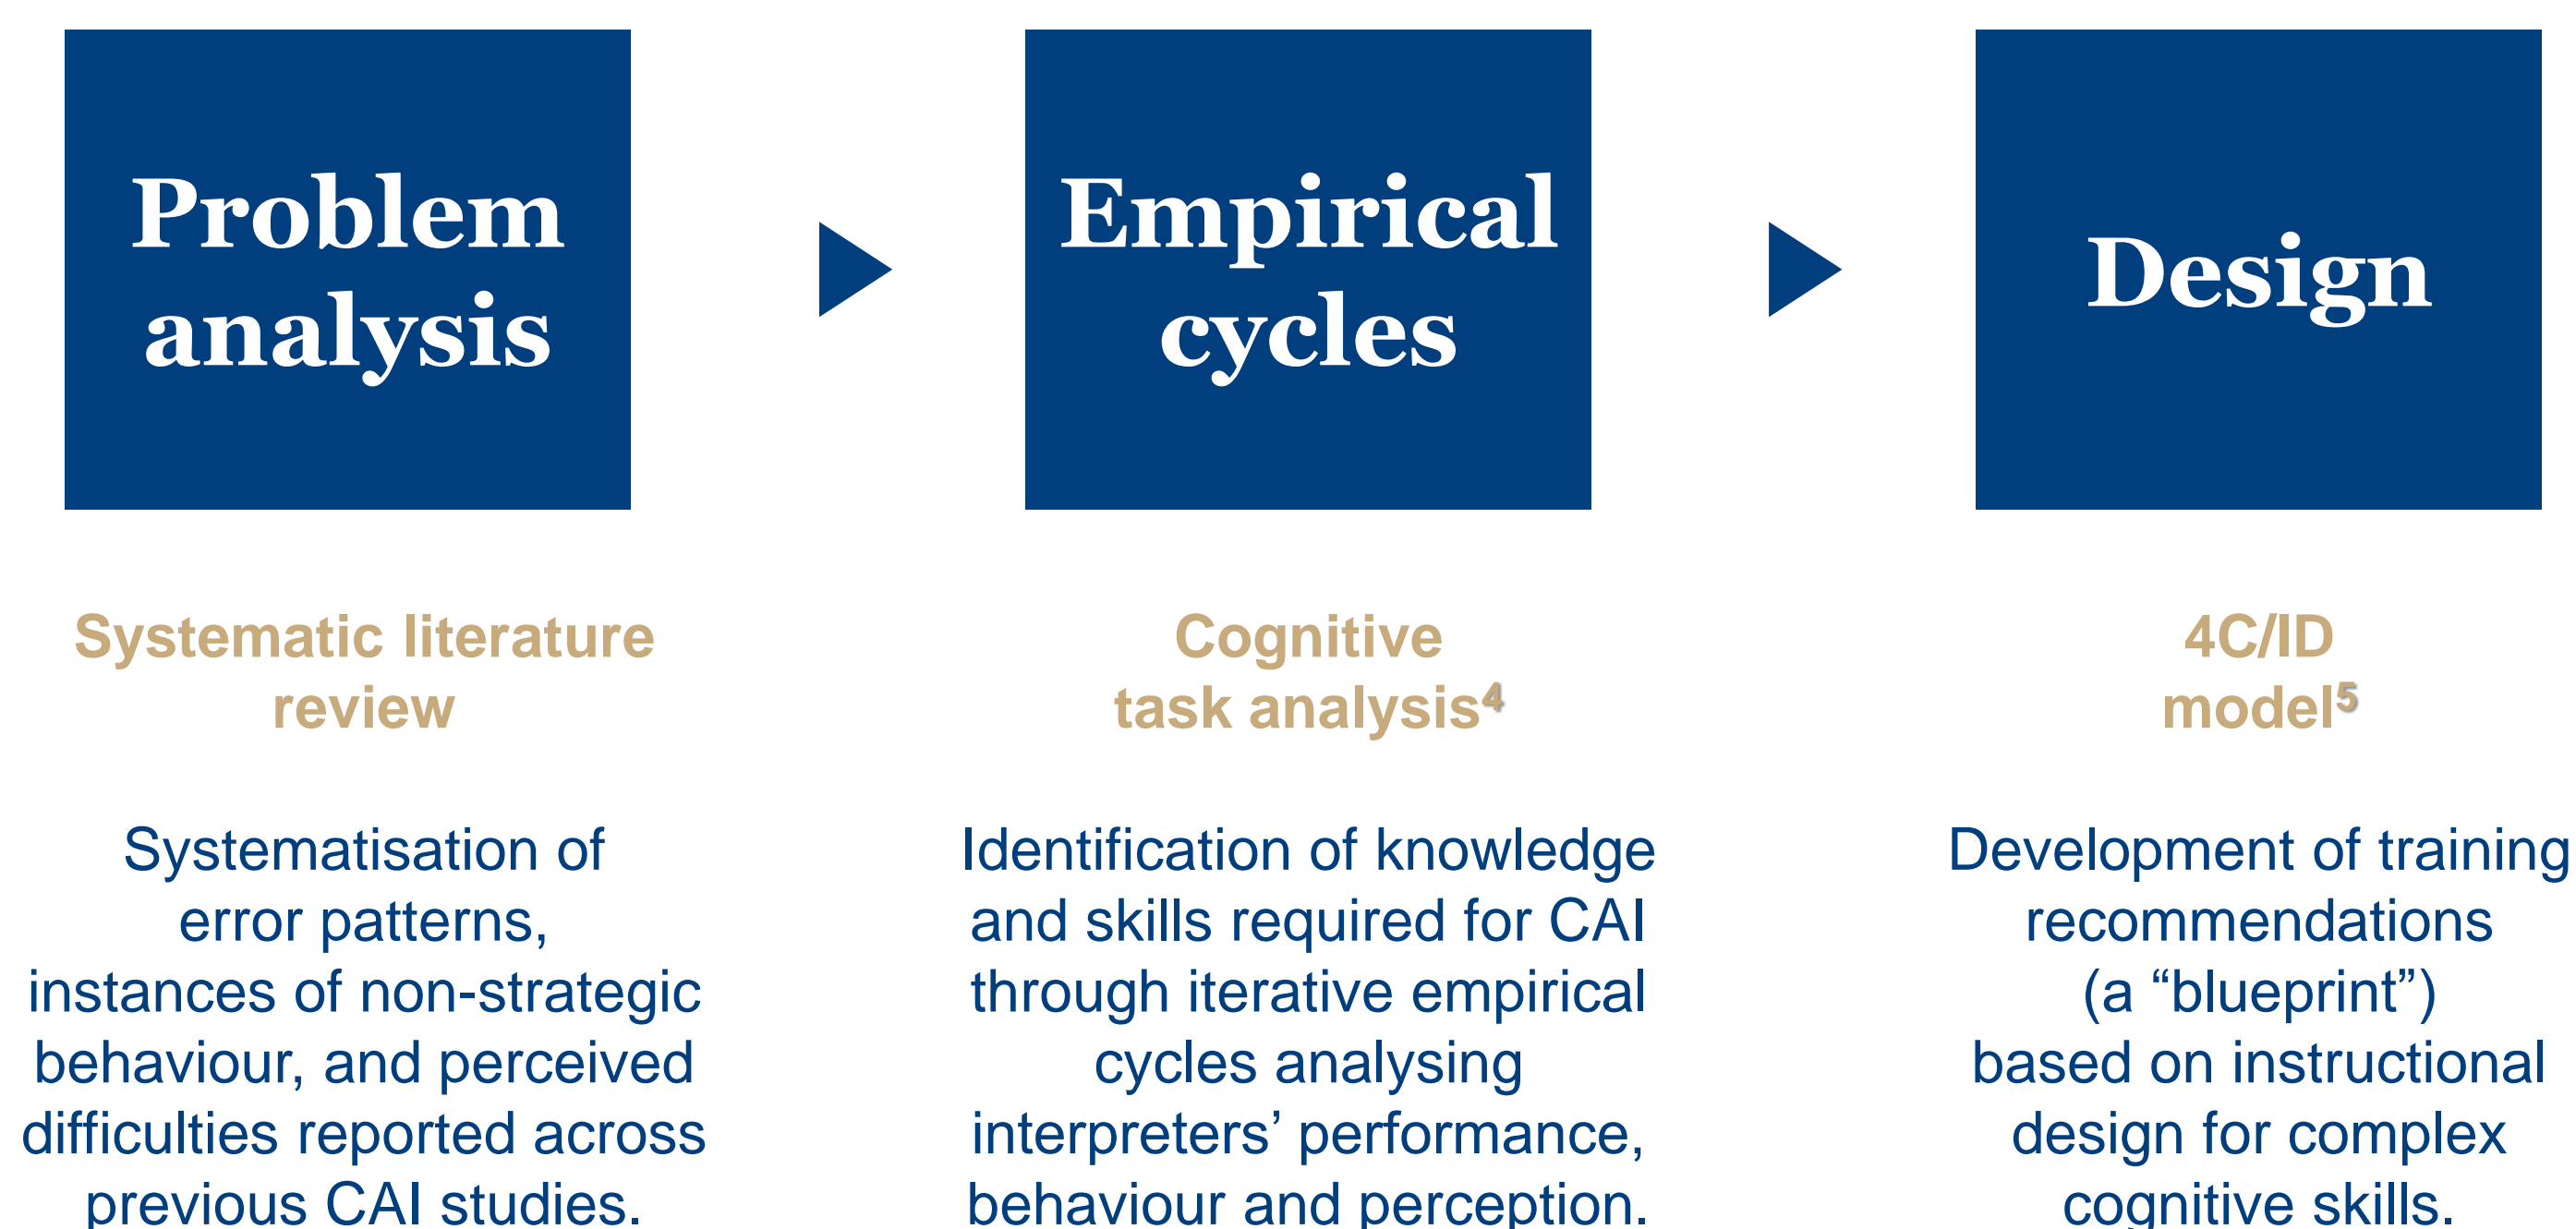 Problem
analysis
Empirical
cycles
Design
Systematic literature
review
Cognitive
task analysis⁴
4C/ID
model⁵
Systematisation of
error patterns,
instances of non-strategic
behaviour, and perceived
difficulties reported across
previous CAI studies.
Identification of knowledge
and skills required for CAI
through iterative empirical
cycles analysing
interpreters’ performance,
behaviour and perception.
Development of training
recommendations
(a “blueprint”)
based on instructional
design for complex
cognitive skills.